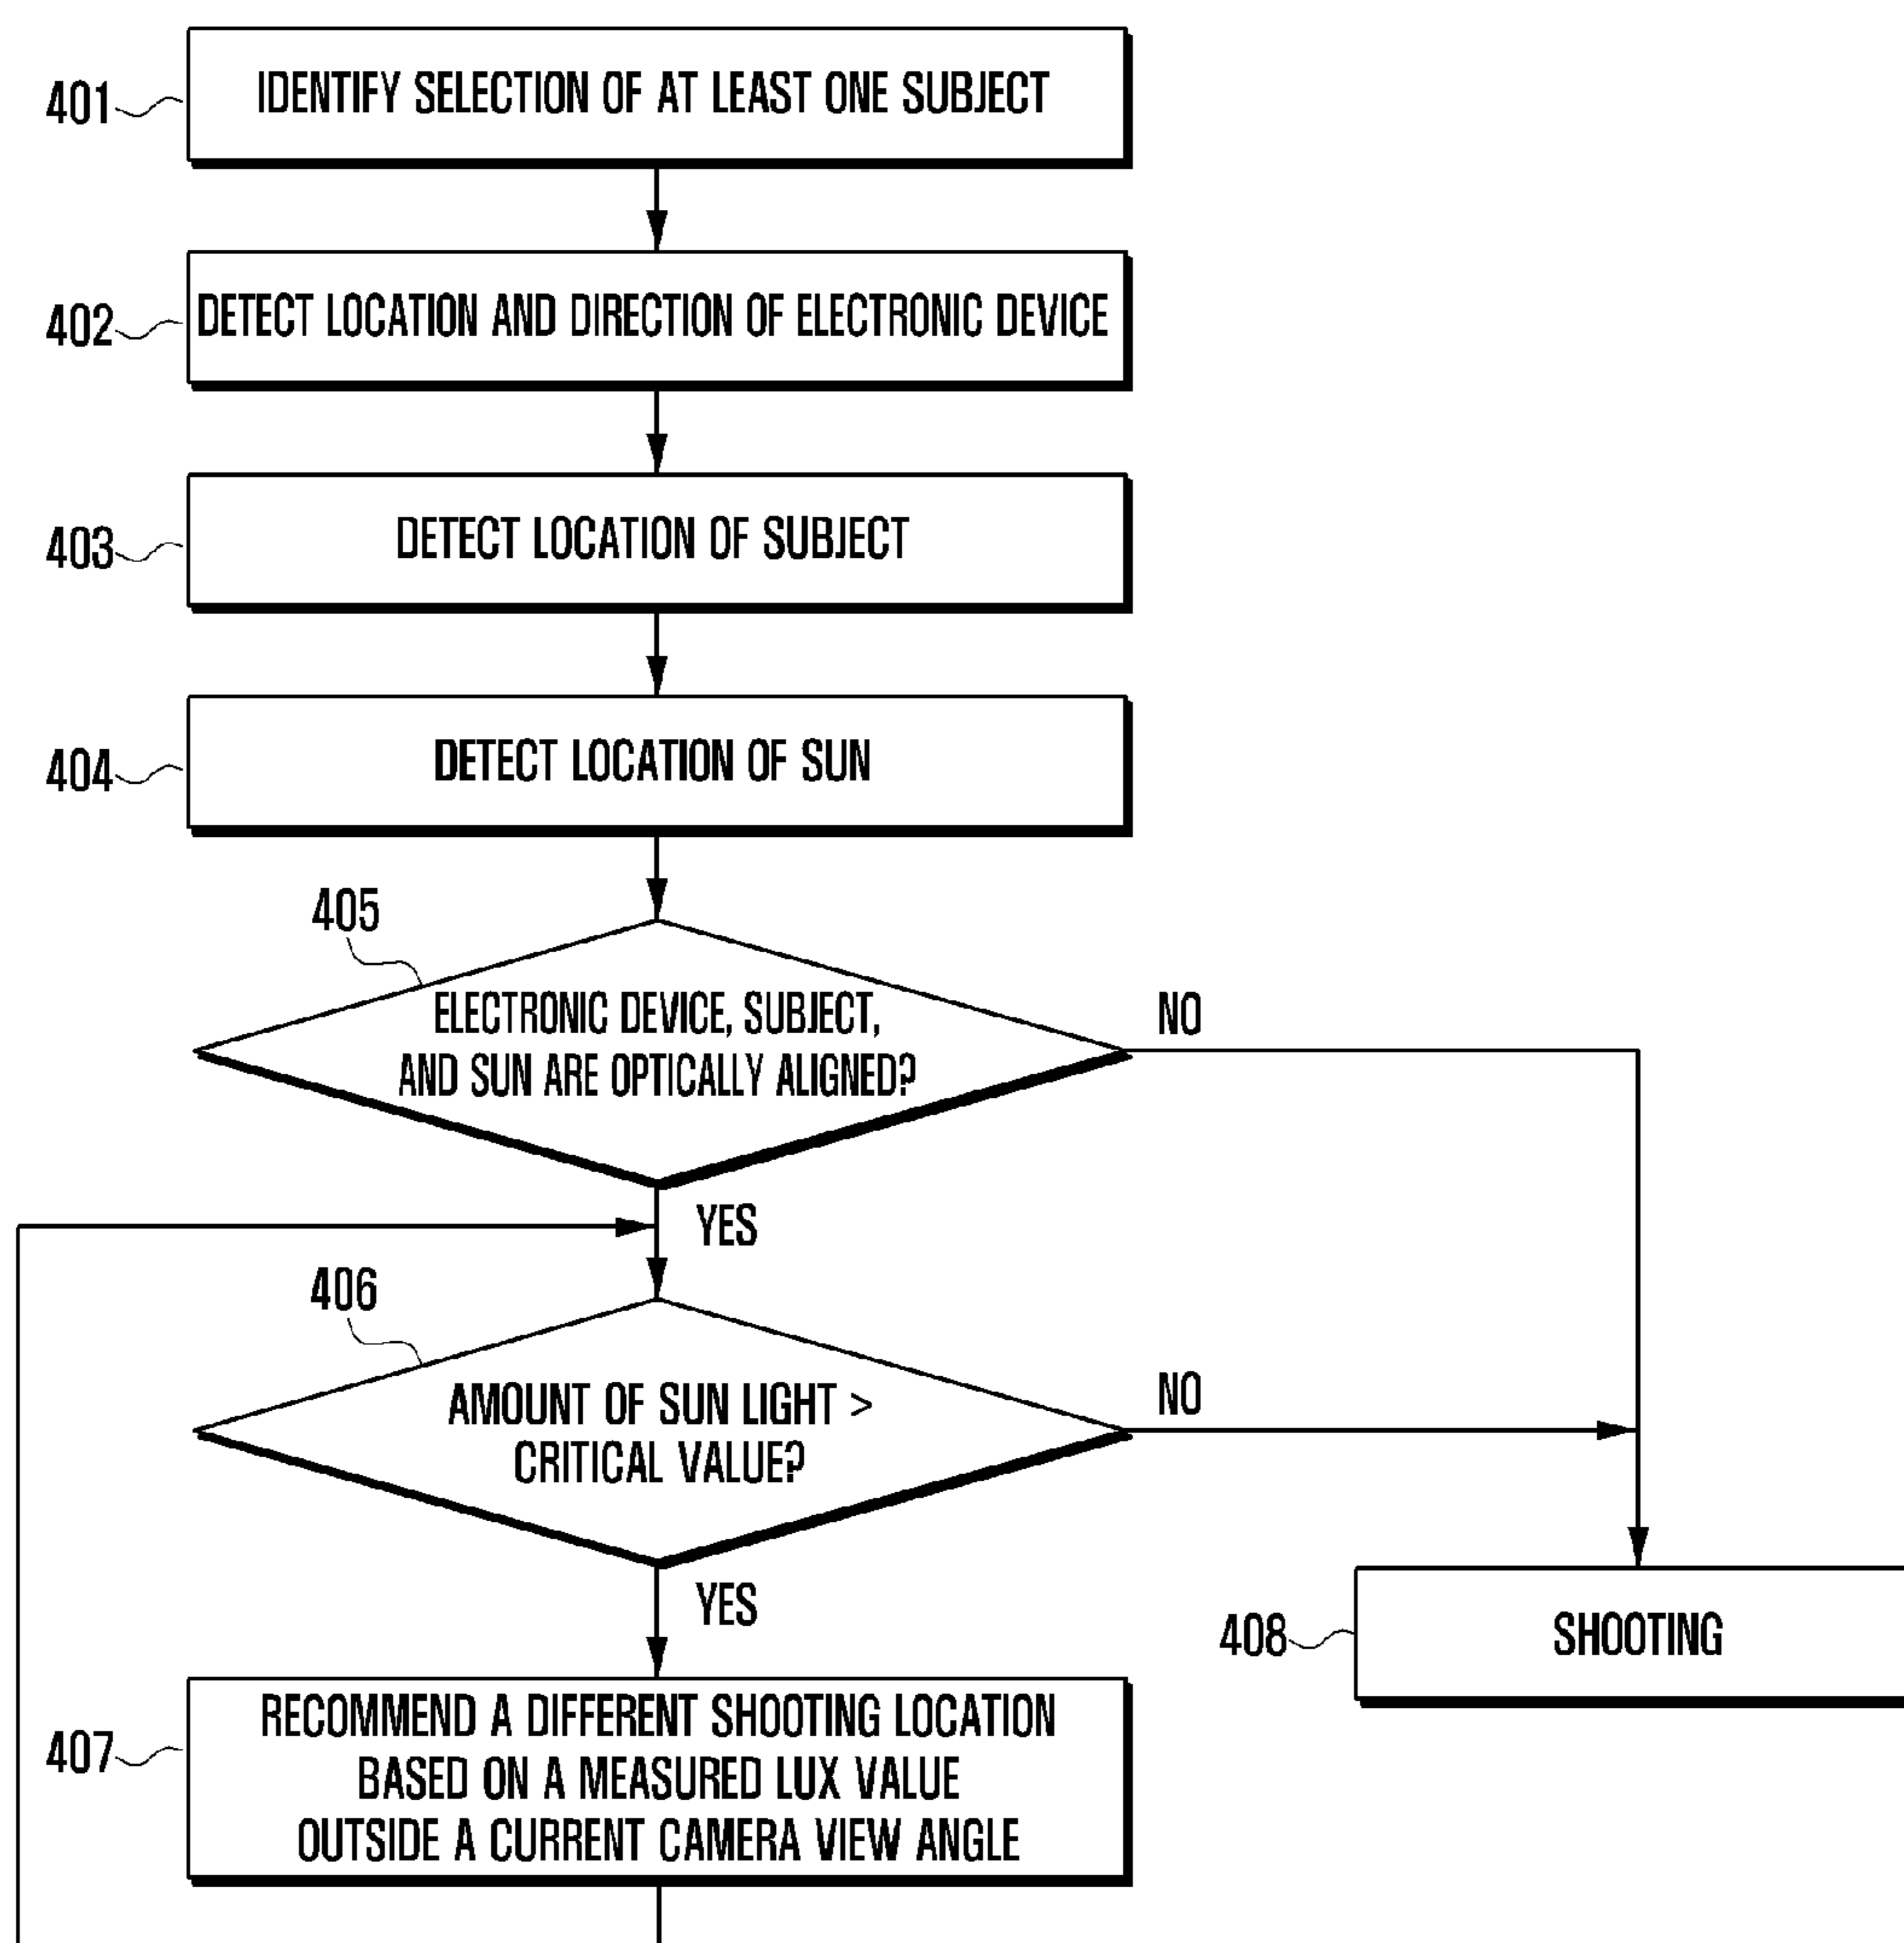 401
IDENTIFY SELECTION OF AT LEAST ONE SUBJECT
402
DETECT LOCATION AND DIRECTION OF ELECTRONIC DEVICE
403
DETECT LOCATION OF SUBJECT
404
DETECT LOCATION OF SUN
405
ELECTRONIC DEVICE, SUBJECT,
AND SUN ARE OPTICALLY ALIGNED?
NO
YES
406
AMOUNT OF SUN LIGHT >
CRITICAL VALUE?
NO
YES
407
RECOMMEND A DIFFERENT SHOOTING LOCATION
BASED ON A MEASURED LUX VALUE
OUTSIDE A CURRENT CAMERA VIEW ANGLE
408
SHOOTING